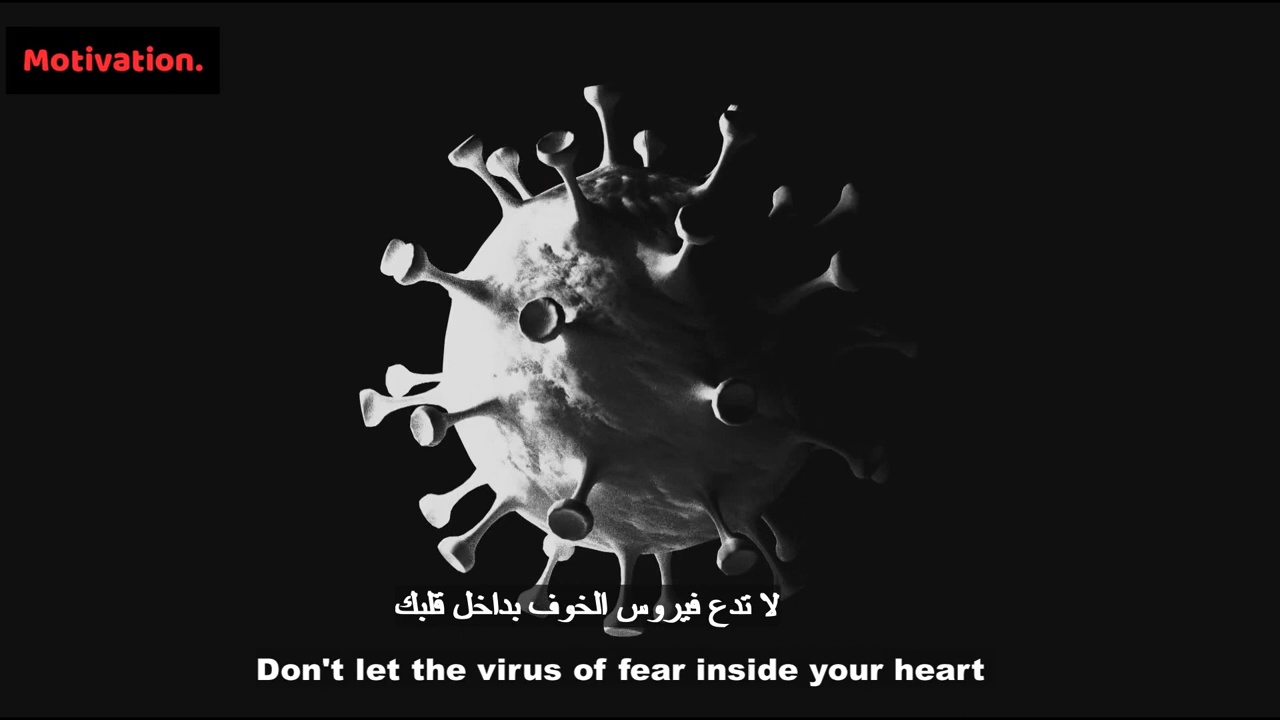 Motivation.
لا تدع فيروس الخوف بداخل قلبك
Don't let the virus of fear inside your heart